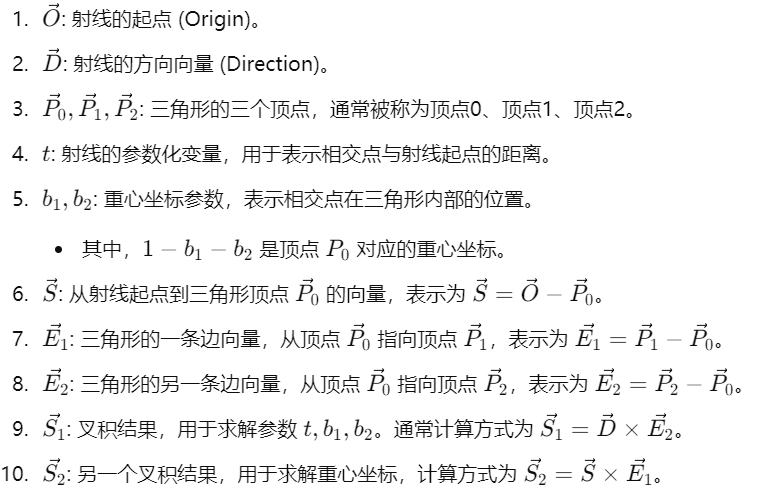 1. $\vec{O}$: 射线的起点 (Origin)。
2. $\vec{D}$: 射线的方向向量 (Direction)。
3. $\vec{P}_0, \vec{P}_1, \vec{P}_2$: 三角形的三个顶点，通常被称为顶点0、顶点1、顶点2。
4. $t$: 射线的参数化变量，用于表示相交点与射线起点的距离。
5. $b_1, b_2$: 重心坐标参数，表示相交点在三角形内部的位置。
• 其中，$1 - b_1 - b_2$ 是顶点 $P_0$ 对应的重心坐标。
6. $\vec{S}$: 从射线起点到三角形顶点 $\vec{P}_0$ 的向量，表示为 $\vec{S} = \vec{O} - \vec{P}_0$。
7. $\vec{E}_1$: 三角形的一条边向量，从顶点 $\vec{P}_0$ 指向顶点 $\vec{P}_1$，表示为 $\vec{E}_1 = \vec{P}_1 - \vec{P}_0$。
8. $\vec{E}_2$: 三角形的另一条边向量，从顶点 $\vec{P}_0$ 指向顶点 $\vec{P}_2$，表示为 $\vec{E}_2 = \vec{P}_2 - \vec{P}_0$。
9. $\vec{S}_1$: 叉积结果，用于求解参数 $t, b_1, b_2$。通常计算方式为 $\vec{S}_1 = \vec{D} \times \vec{E}_2$。
10. $\vec{S}_2$: 另一个叉积结果，用于求解重心坐标，计算方式为 $\vec{S}_2 = \vec{S} \times \vec{E}_1$。